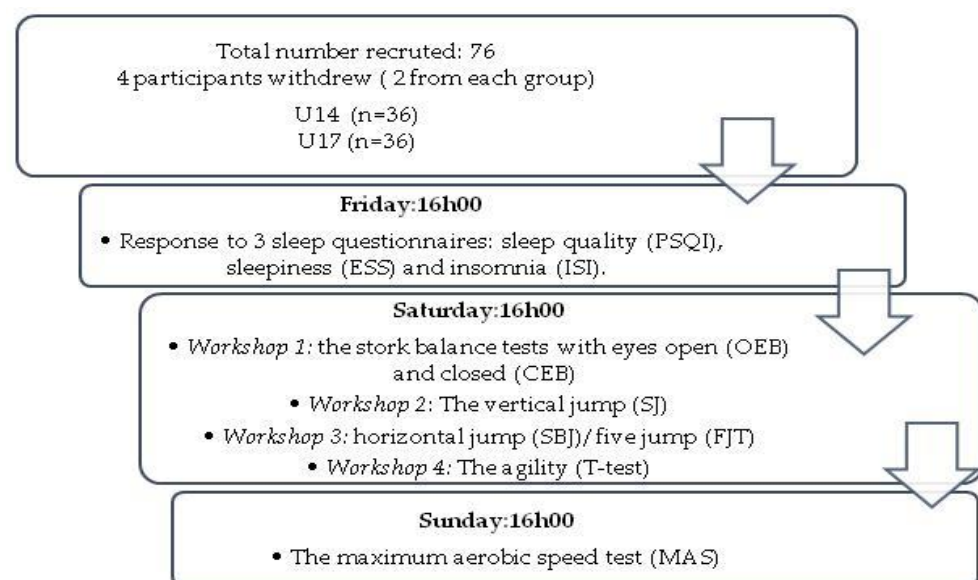 Total number recruted: 76
4 participants withdrew ( 2 from each group)
U14 (n=36)
U17 (n=36)
Friday:16h00
• Response to 3 sleep questionnaires: sleep quality (PSQI),
sleepiness (ESS) and insomnia (ISI).
Saturday:16h00
• Workshop 1: the stork balance tests with eyes open (OEB)
and closed (CEB)
• Workshop 2: The vertical jump (SJ)
• Workshop 3: horizontal jump (SBJ)/ five jump (FJT)
• Workshop 4: The agility (T-test)
Sunday:16h00
• The maximum aerobic speed test (MAS)